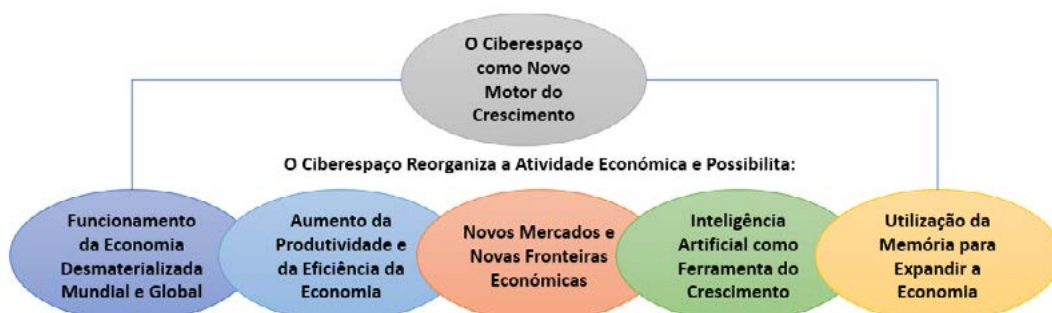 O Ciberespaço
como Novo
Motor do
Crescimento
O Ciberespaço Reorganiza a Atividade Económica e Possibilita:
Funcionamento
da Economia
Desmaterializada
Mundial e Global
Aumento da
Produtividade e
da Eficiência da
Economia
Novos Mercados e
Novas Fronteiras
Económicas
Inteligência
Artificial como
Ferramenta do
Crescimento
Utilização da
Memória para
Expandir a
Economia